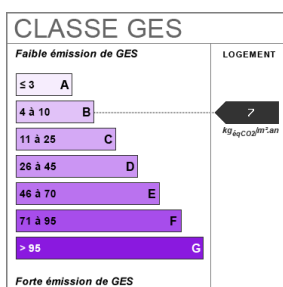 CLASSE GES
Faible émission de GES
LOGEMENT
≤ 3 A
4 à 10 B
7
kgéqCO2/m².an
11 à 25 C
26 à 45 D
46 à 70 E
71 à 95 F
> 95 G
Forte émission de GES